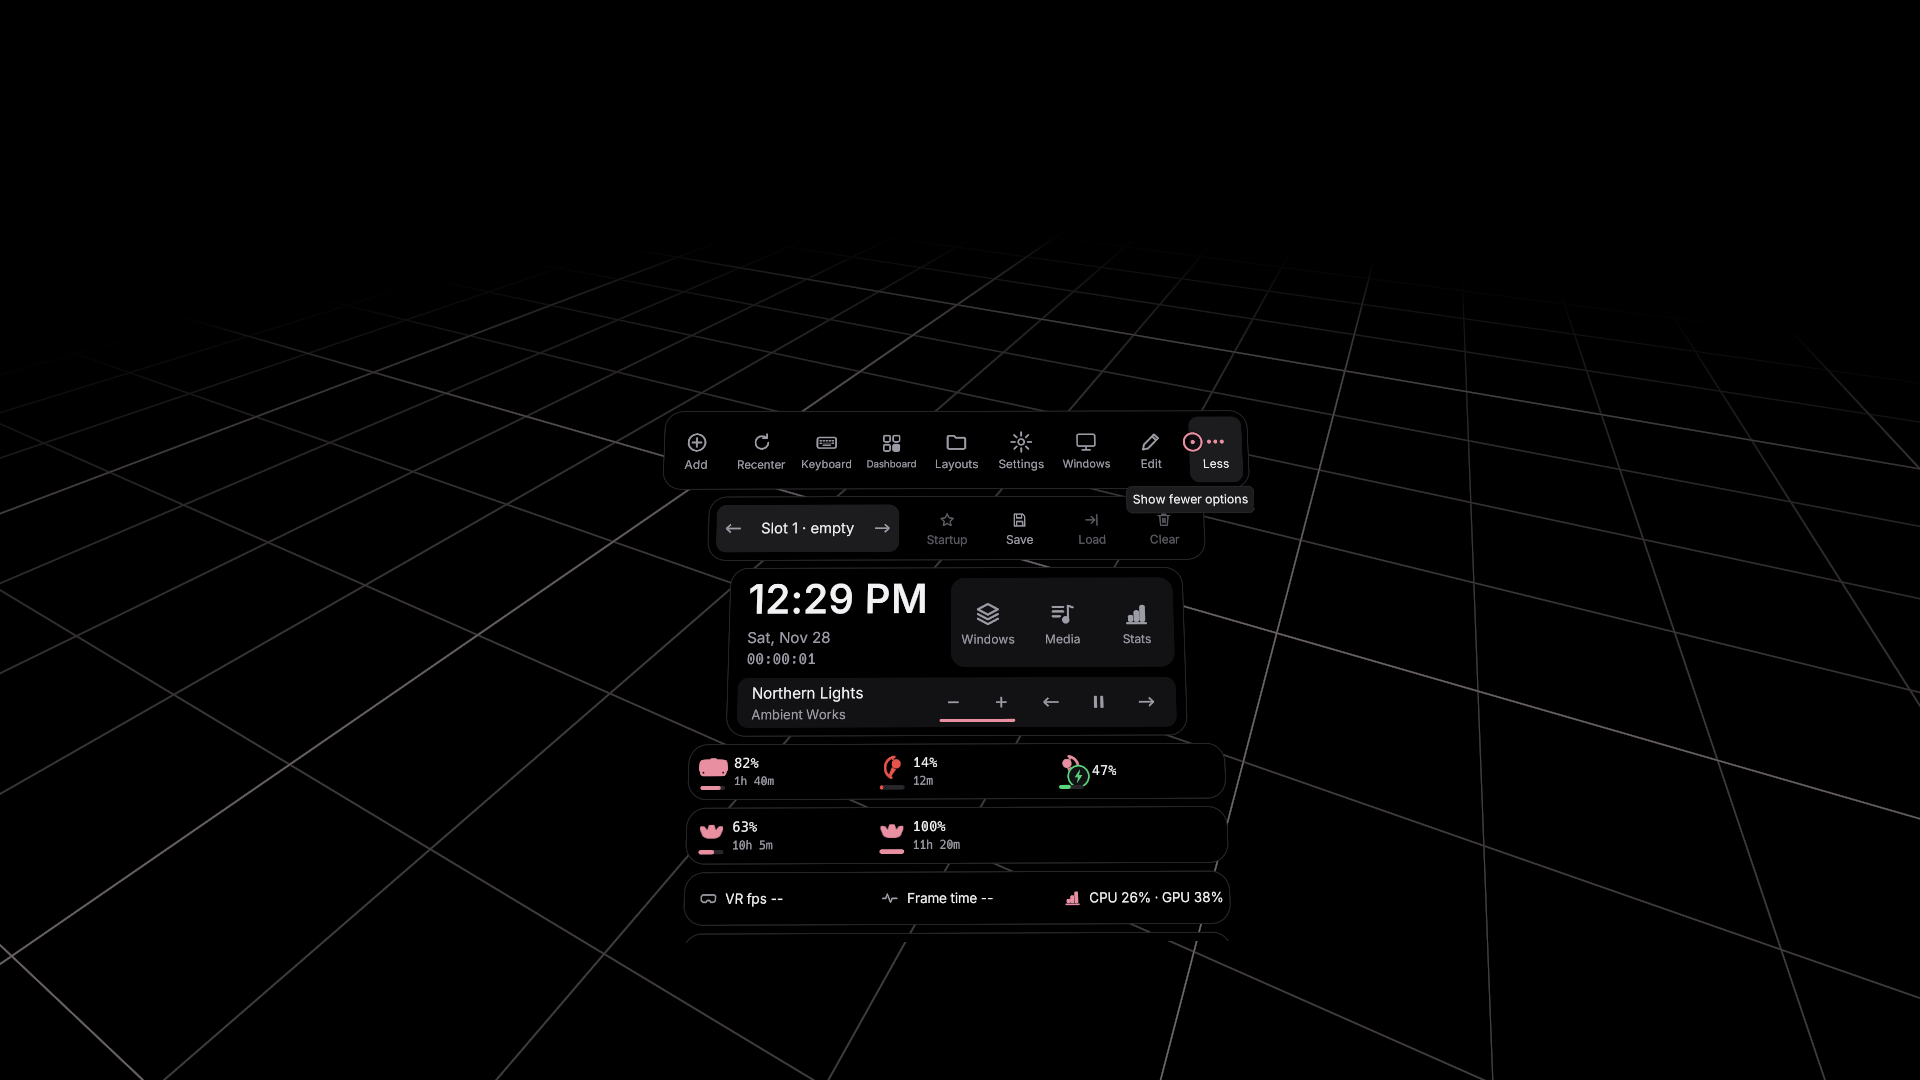 Add Recenter Keyboard Dashboard Layouts Settings Windows Edit Less
Show fewer options
Slot 1 · empty Startup Save Load Clear
12:29 PM
Sat, Nov 28
00:00:01
Windows Media Stats
Northern Lights
Ambient Works
82% 14% 47%
1h 40m 12m
63% 100%
10h 5m 11h 20m
VR fps -- Frame time -- CPU 26% · GPU 38%